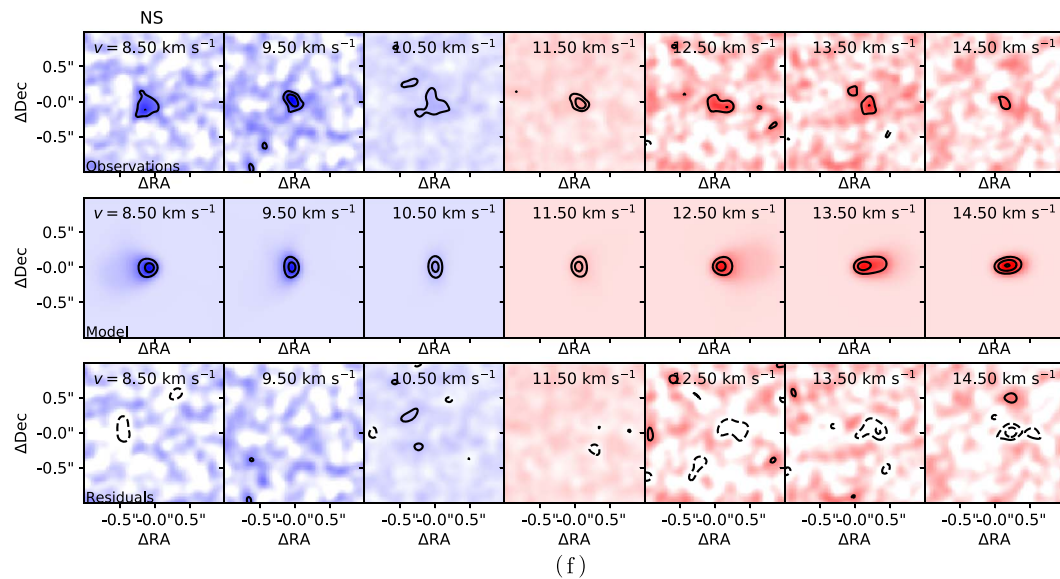 NS
v = 8.50 km s⁻¹ 9.50 km s⁻¹ 10.50 km s⁻¹ 11.50 km s⁻¹ 12.50 km s⁻¹ 13.50 km s⁻¹ 14.50 km s⁻¹
0.5"
ΔDec
-0.0"
-0.5"
Observations
ΔRA ΔRA ΔRA ΔRA ΔRA ΔRA ΔRA
v = 8.50 km s⁻¹ 9.50 km s⁻¹ 10.50 km s⁻¹ 11.50 km s⁻¹ 12.50 km s⁻¹ 13.50 km s⁻¹ 14.50 km s⁻¹
0.5"
ΔDec
-0.0"
-0.5"
Model
ΔRA ΔRA ΔRA ΔRA ΔRA ΔRA ΔRA
v = 8.50 km s⁻¹ 9.50 km s⁻¹ 10.50 km s⁻¹ 11.50 km s⁻¹ 12.50 km s⁻¹ 13.50 km s⁻¹ 14.50 km s⁻¹
0.5"
ΔDec
-0.0"
-0.5"
Residuals
-0.5"-0.0"0.5" -0.5"-0.0"0.5" -0.5"-0.0"0.5" -0.5"-0.0"0.5" -0.5"-0.0"0.5" -0.5"-0.0"0.5" -0.5"-0.0"0.5"
ΔRA ΔRA ΔRA ΔRA ΔRA ΔRA ΔRA
(f)